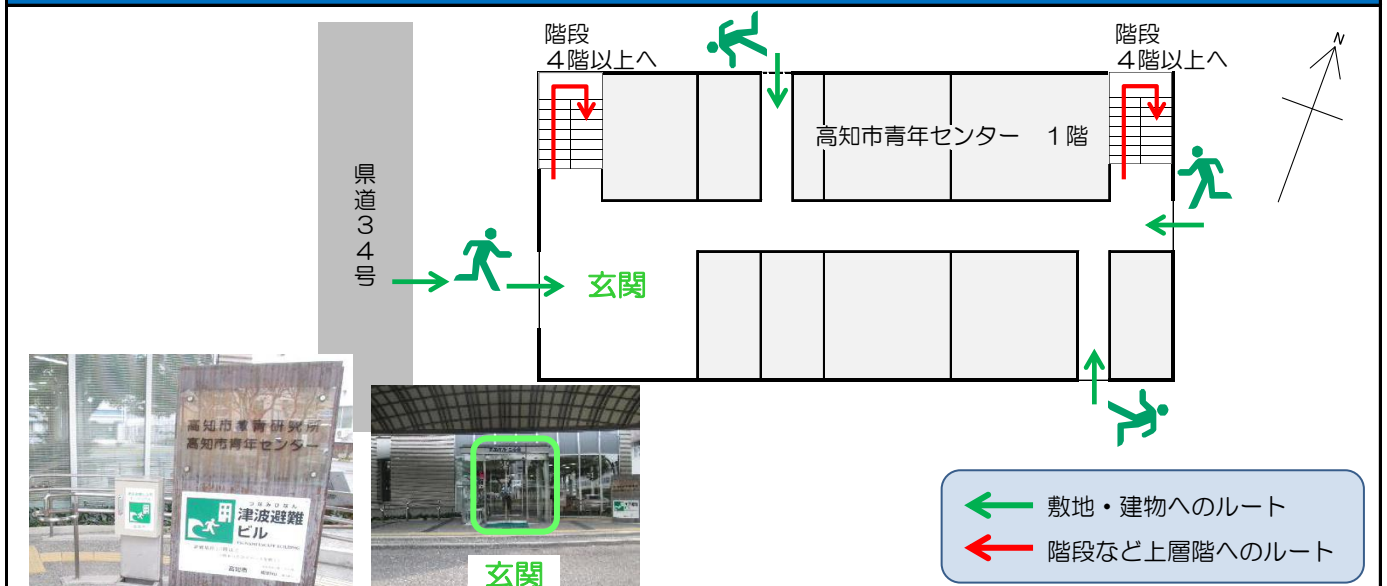 階段
４階以上へ
階段
４階以上へ
N
高知市青年センター　１階
県道３４号
玄関
高知市教育研究所
高知市青年センター
つなみひなん
津波避難
ビル
TSUNAMI ESCAPE BUILDING
高知市
玄関
敷地・建物へのルート
階段など上層階へのルート